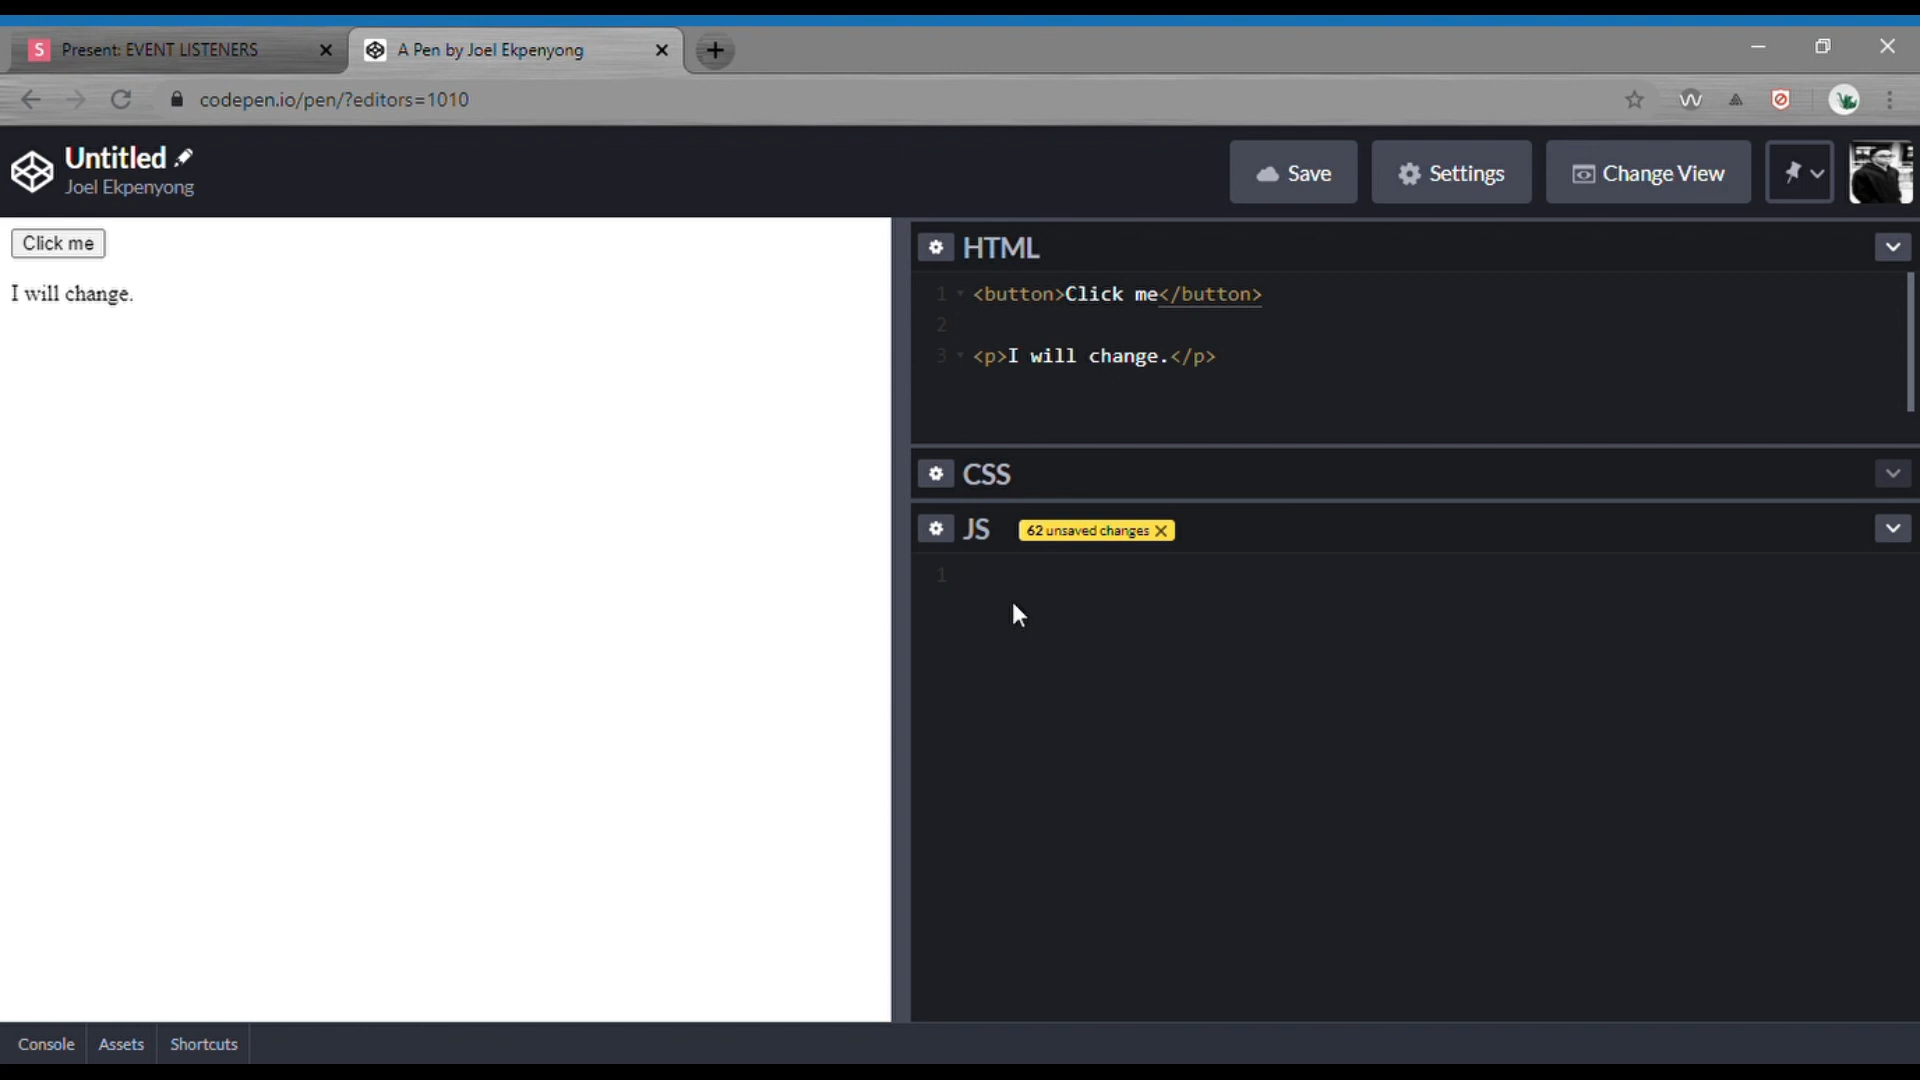 S Present: EVENT LISTENERS
A Pen by Joel Ekpenyong
codepen.io/pen/?editors=1010
Untitled
Joel Ekpenyong
Save
Settings
Change View
Click me
I will change.
HTML
1 <button>Click me</button>
2
3 <p>I will change.</p>
CSS
JS 62 unsaved changes
1
Console Assets Shortcuts